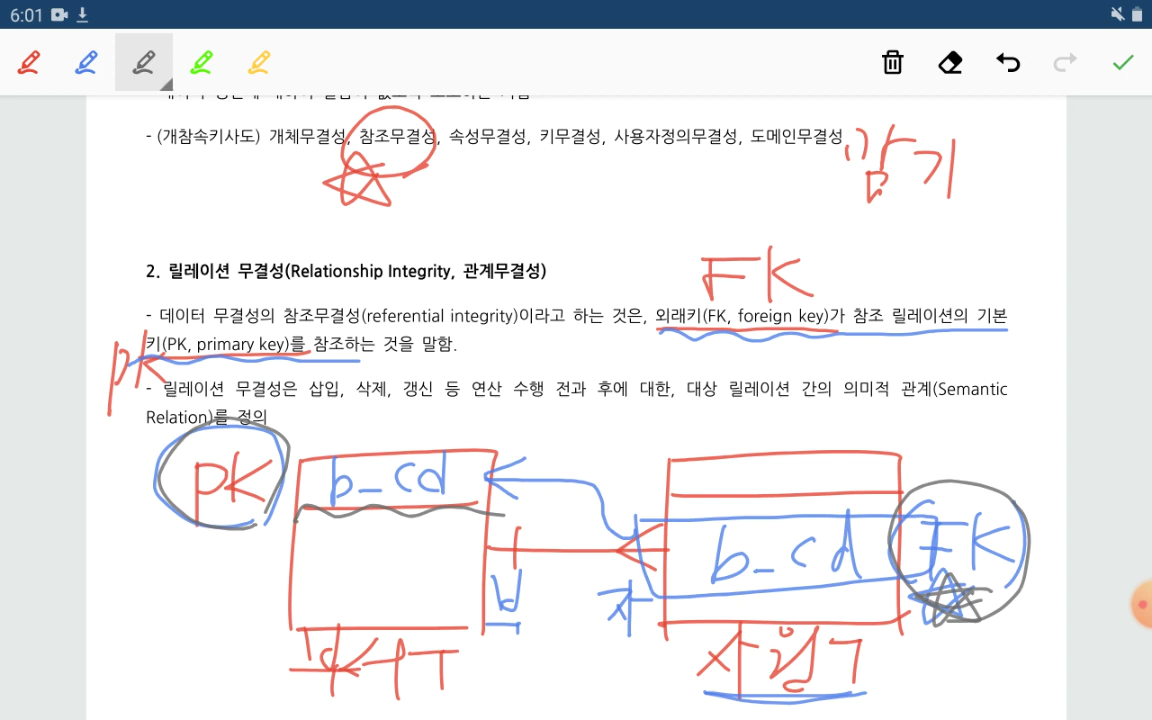 6:01
- (개참속키사도) 개체무결성, 참조무결성, 속성무결성, 키무결성, 사용자정의무결성, 도메인무결성
암기
2. 릴레이션 무결성(Relationship Integrity, 관계무결성)
FK
- 데이터 무결성의 참조무결성(referential integrity)이라고 하는 것은, 외래키(FK, foreign key)가 참조 릴레이션의 기본
키(PK, primary key)를 참조하는 것을 말함.
PK
- 릴레이션 무결성은 삽입, 삭제, 갱신 등 연산 수행 전과 후에 대한, 대상 릴레이션 간의 의미적 관계(Semantic
Relation)를 정의
PK b_cd
b_cd FK
부 자